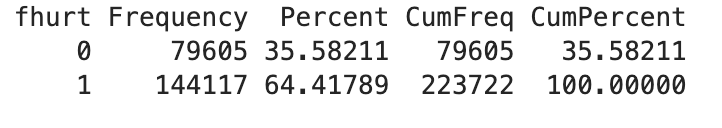 fhurt Frequency Percent CumFreq CumPercent
0 79605 35.58211 79605 35.58211
1 144117 64.41789 223722 100.00000